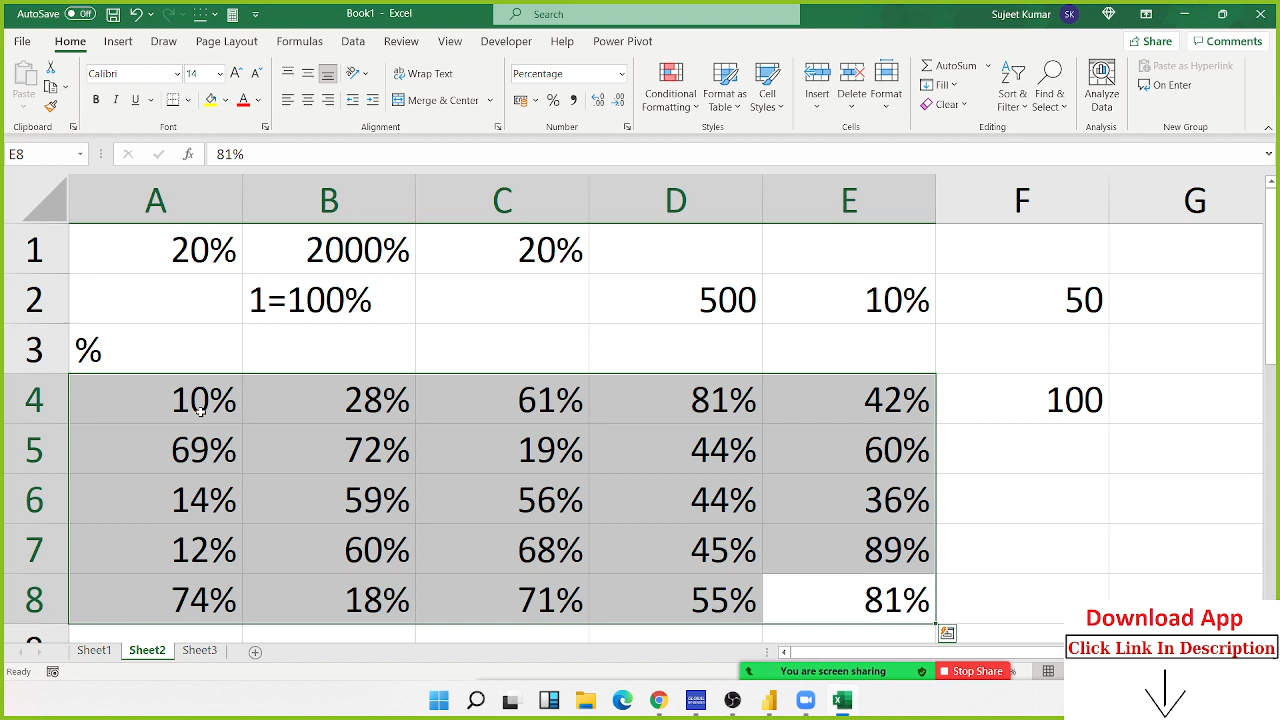 AutoSave Off Book1 - Excel Search Sujeet Kumar SK
File Home Insert Draw Page Layout Formulas Data Review View Developer Help Power Pivot Share Comments
Calibri 14 Wrap Text Percentage AutoSum Paste as Hyperlink
Paste B I U Merge & Center % Conditional Formatting Format as Table Cell Styles Insert Delete Format Fill Clear Sort & Filter Find & Select Analyze Data On Enter
Clipboard Font Alignment Number Styles Cells Editing Analysis New Group
E8 fx 81%
A B C D E F G
1 20% 2000% 20%
2 1=100% 500 10% 50
3 %
4 10% 28% 61% 81% 42% 100
5 69% 72% 19% 44% 60%
6 14% 59% 56% 44% 36%
7 12% 60% 68% 45% 89%
8 74% 18% 71% 55% 81%
Download App
Click Link In Description
Sheet1 Sheet2 Sheet3
Ready You are screen sharing Stop Share